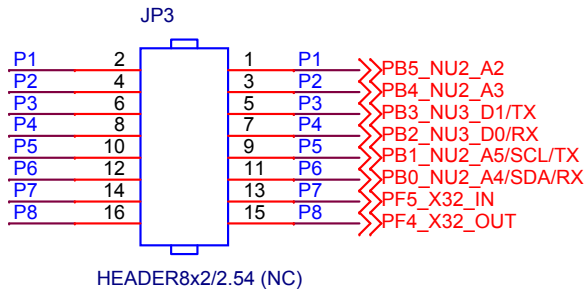 JP3
P1 2 1 P1 PB5_NU2_A2
P2 4 3 P2 PB4_NU2_A3
P3 6 5 P3 PB3_NU3_D1/TX
P4 8 7 P4 PB2_NU3_D0/RX
P5 10 9 P5 PB1_NU2_A5/SCL/TX
P6 12 11 P6 PB0_NU2_A4/SDA/RX
P7 14 13 P7 PF5_X32_IN
P8 16 15 P8 PF4_X32_OUT
HEADER8x2/2.54 (NC)